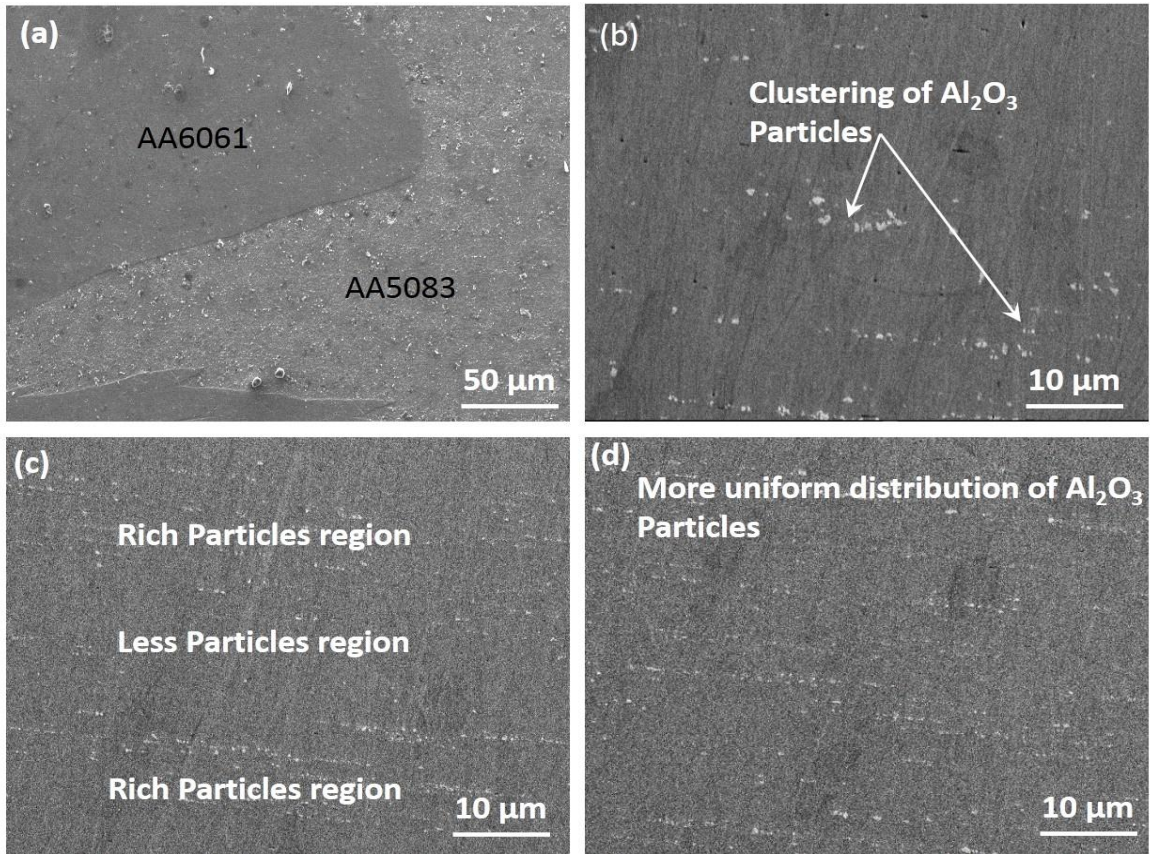 (a)
AA6061
AA5083
50 µm
(b)
Clustering of Al₂O₃
Particles
10 µm
(c)
Rich Particles region
Less Particles region
Rich Particles region
10 µm
(d)
More uniform distribution of Al₂O₃
Particles
10 µm